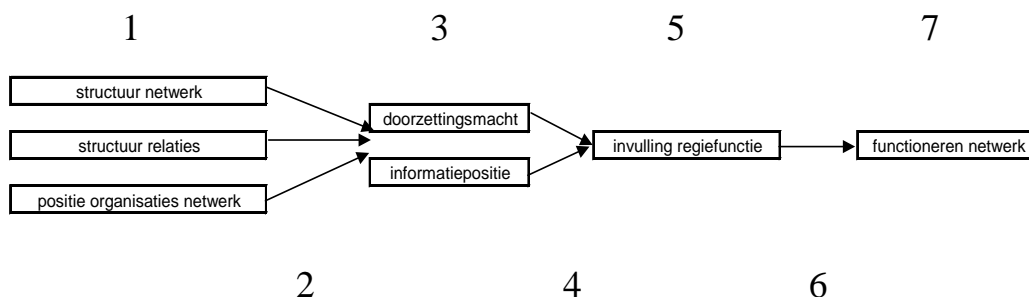 1
3
5
7
structuur netwerk
doorzettingsmacht
structuur relaties
invulling regiefunctie
functioneren netwerk
informatiepositie
positie organisaties netwerk
2
4
6